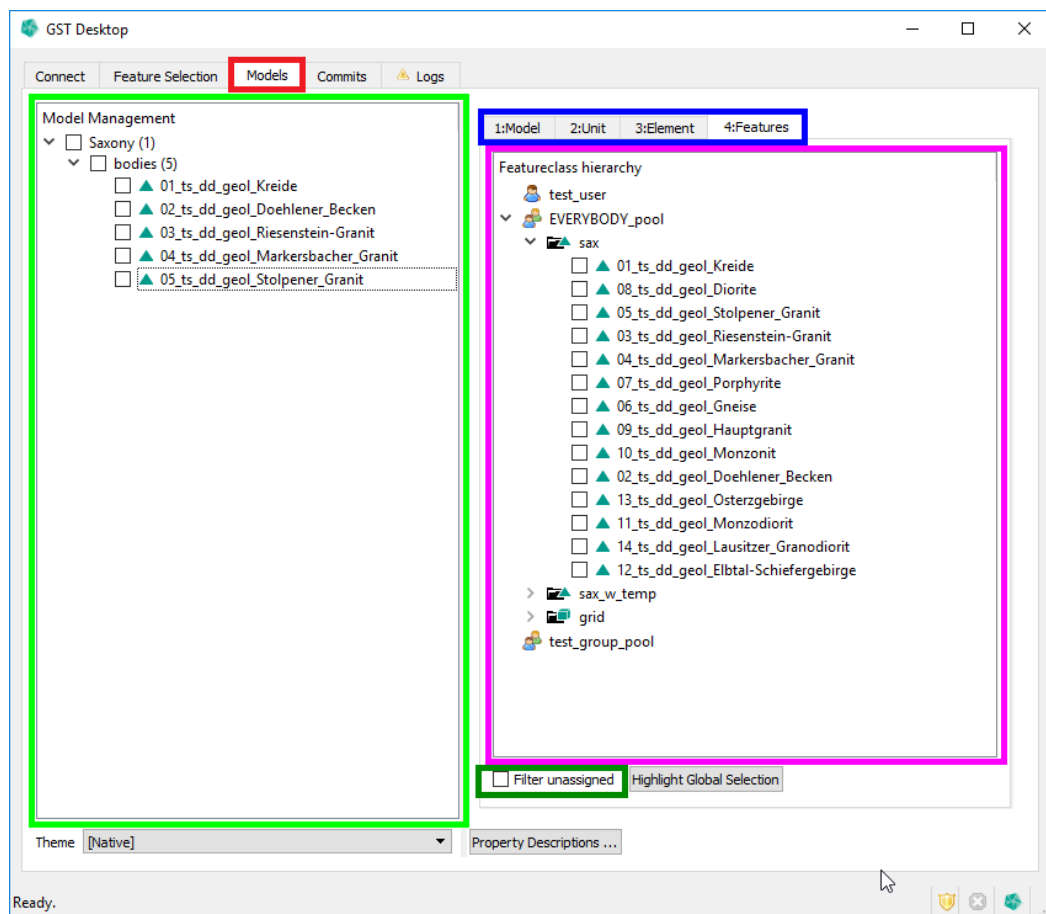 GST Desktop
Connect Feature Selection Models Commits Logs
Model Management
Saxony (1)
bodies (5)
01_ts_dd_geol_Kreide
02_ts_dd_geol_Doehlener_Becken
03_ts_dd_geol_Riesenstein-Granit
04_ts_dd_geol_Markersbacher_Granit
05_ts_dd_geol_Stolpener_Granit
1:Model 2:Unit 3:Element 4:Features
Featureclass hierarchy
test_user
EVERYBODY_pool
sax
01_ts_dd_geol_Kreide
08_ts_dd_geol_Diorite
05_ts_dd_geol_Stolpener_Granit
03_ts_dd_geol_Riesenstein-Granit
04_ts_dd_geol_Markersbacher_Granit
07_ts_dd_geol_Porphyrite
06_ts_dd_geol_Gneise
09_ts_dd_geol_Hauptgranit
10_ts_dd_geol_Monzonit
02_ts_dd_geol_Doehlener_Becken
13_ts_dd_geol_Osterzgebirge
11_ts_dd_geol_Monzodiorit
14_ts_dd_geol_Lausitzer_Granodiorit
12_ts_dd_geol_Elbtal-Schiefergebirge
sax_w_temp
grid
test_group_pool
Filter unassigned Highlight Global Selection
Theme [Native] Property Descriptions ...
Ready.